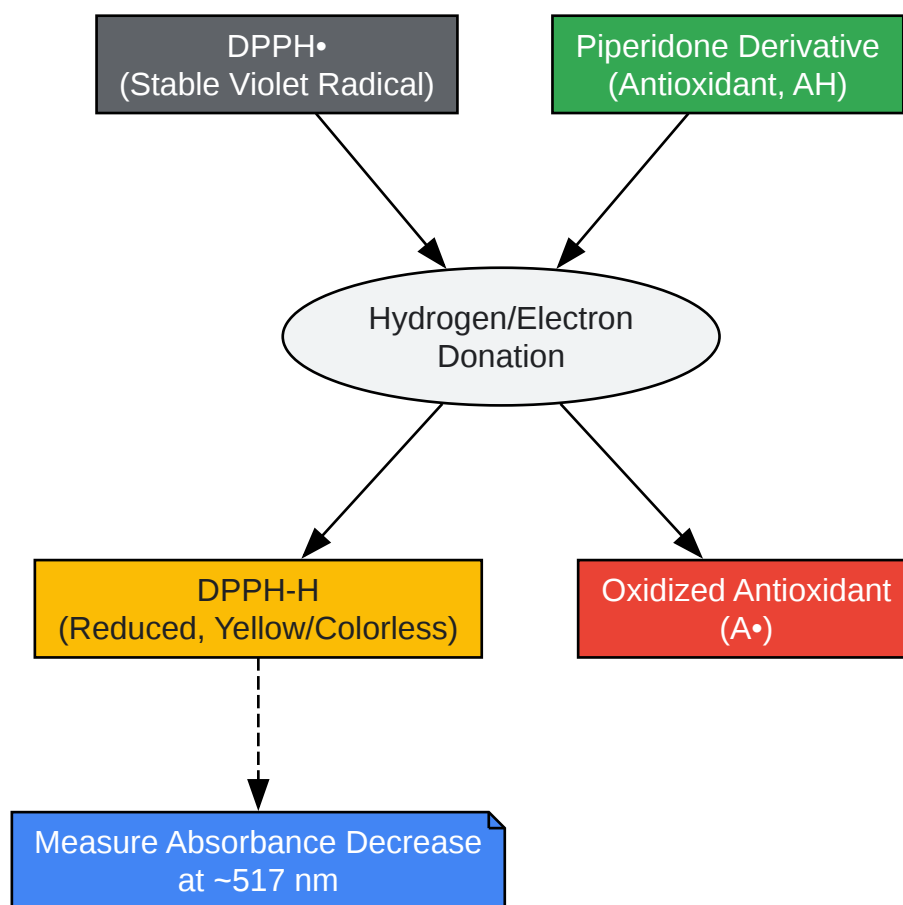 DPPH•
(Stable Violet Radical)
Piperidone Derivative
(Antioxidant, AH)
Hydrogen/Electron
Donation
DPPH-H
(Reduced, Yellow/Colorless)
Oxidized Antioxidant
(A•)
Measure Absorbance Decrease
at ~517 nm